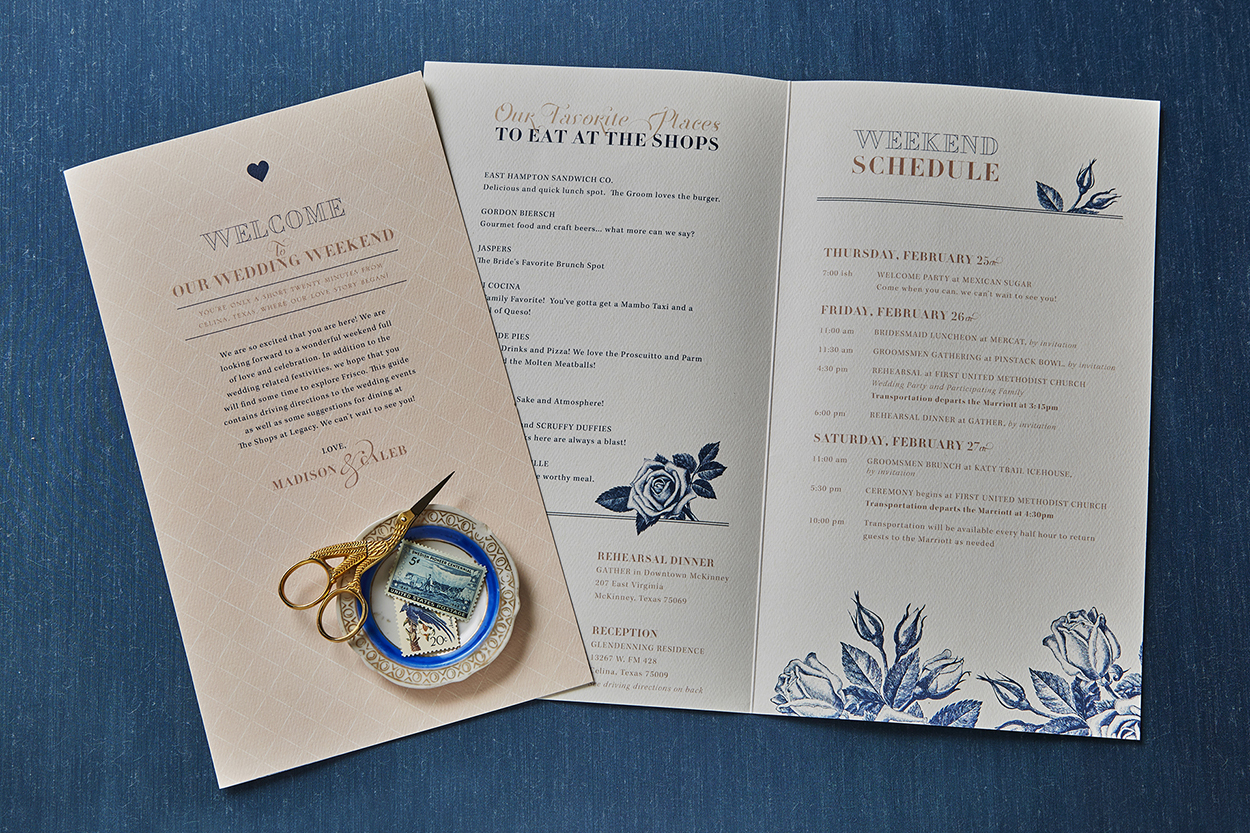 WELCOME
To
OUR WEDDING WEEKEND
YOU'RE ONLY A SHORT TWENTY MINUTES FROM
CELINA, TEXAS, WHERE OUR LOVE STORY BEGAN!
We are so excited that you are here! We are
looking forward to a wonderful weekend full
of love and celebration. In addition to the
wedding related festivities, we hope that you
will find some time to explore Frisco. This guide
contains driving directions to the wedding events
as well as some suggestions for dining at
The Shops at Legacy. We can't wait to see you!
LOVE,
MADISON & CALEB
SWEDISH PIONEER CENTENNIAL
5¢
UNITED STATES POSTAGE
20c
Our Favorite Places
TO EAT AT THE SHOPS
EAST HAMPTON SANDWICH CO.
Delicious and quick lunch spot. The Groom loves the burger.
GORDON BIERSCH
Gourmet food and craft beers... what more can we say?
JASPERS
The Bride's Favorite Brunch Spot
COCINA
Family Favorite! You've gotta get a Mambo Taxi and a
of Queso!
PIES
Drinks and Pizza! We love the Proscuitto and Parm
the Molten Meatballs!
Sake and Atmosphere!
and SCRUFFY DUFFIES
here are always a blast!
worthy meal.
REHEARSAL DINNER
GATHER in Downtown McKinney
207 East Virginia
McKinney, Texas 75069
RECEPTION
GLENDENNING RESIDENCE
13267 W. FM 428
Celina, Texas 75009
driving directions on back
WEEKEND
SCHEDULE
THURSDAY, FEBRUARY 25th
7:00 ish WELCOME PARTY at MEXICAN SUGAR
Come when you can, we can't wait to see you!
FRIDAY, FEBRUARY 26th
11:00 am BRIDESMAID LUNCHEON at MERCAT, by invitation
11:30 am GROOMSMEN GATHERING at PINSTACK BOWL, by invitation
4:30 pm REHEARSAL at FIRST UNITED METHODIST CHURCH
Wedding Party and Participating Family
Transportation departs the Marriott at 3:15pm
6:00 pm REHEARSAL DINNER at GATHER, by invitation
SATURDAY, FEBRUARY 27th
11:00 am GROOMSMEN BRUNCH at KATY TRAIL ICEHOUSE,
by invitation
5:30 pm CEREMONY begins at FIRST UNITED METHODIST CHURCH
Transportation departs the Marriott at 4:30pm
10:00 pm Transportation will be available every half hour to return
guests to the Marriott as needed